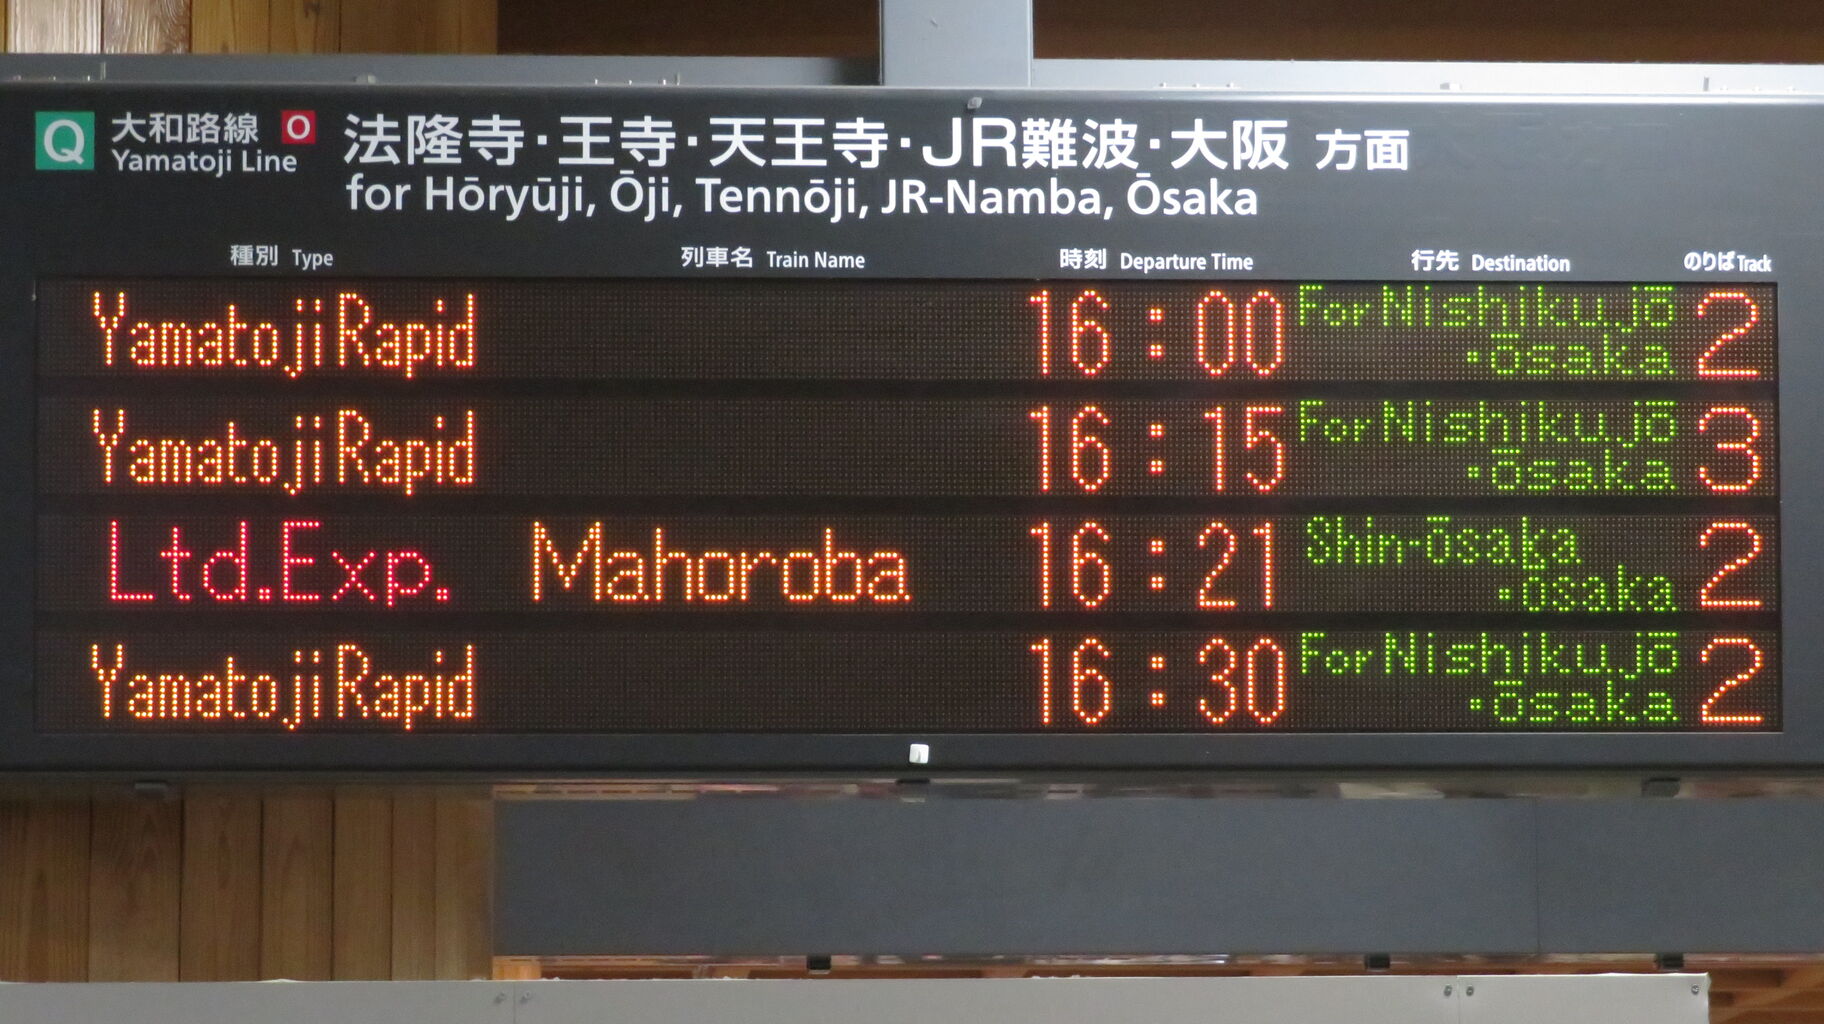 Q 大和路線 O 法隆寺・王寺・天王寺・JR難波・大阪 方面
Yamatoji Line for Hōryūji, Ōji, Tennōji, JR-Namba, Ōsaka
種別 Type 列車名 Train Name 時刻 Departure Time 行先 Destination のりば Track
Yamatoji Rapid 16:00 For Nishikujō 2
・Ōsaka
Yamatoji Rapid 16:15 For Nishikujō 3
・Ōsaka
Ltd.Exp. Mahoroba 16:21 Shin-Ōsaka 2
・Ōsaka
Yamatoji Rapid 16:30 For Nishikujō 2
・Ōsaka